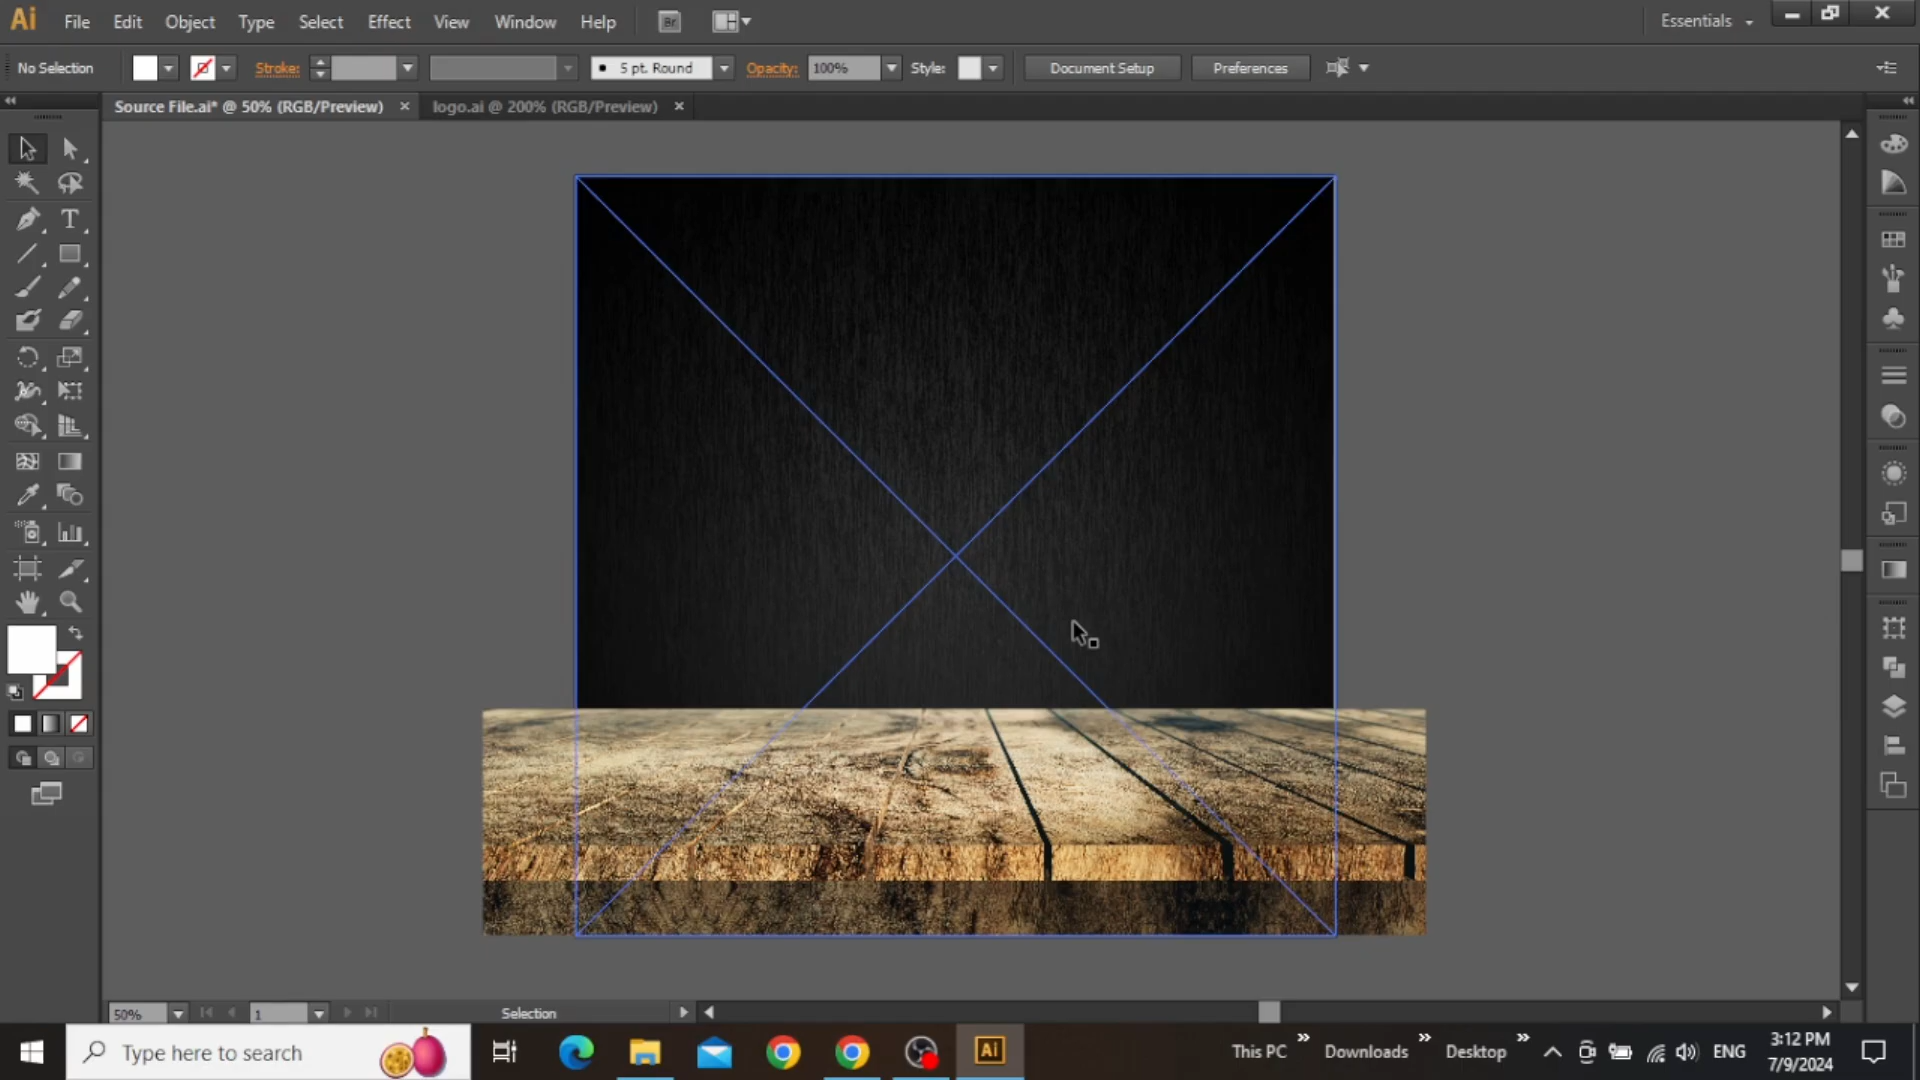 Ai File Edit Object Type Select Effect View Window Help Br Essentials
No Selection Stroke: 5 pt. Round Opacity: 100% Style: Document Setup Preferences
Source File.ai* @ 50% (RGB/Preview) logo.ai @ 200% (RGB/Preview)
T
50% 1 Selection
Type here to search Ai This PC Downloads Desktop ENG 3:12 PM
7/9/2024